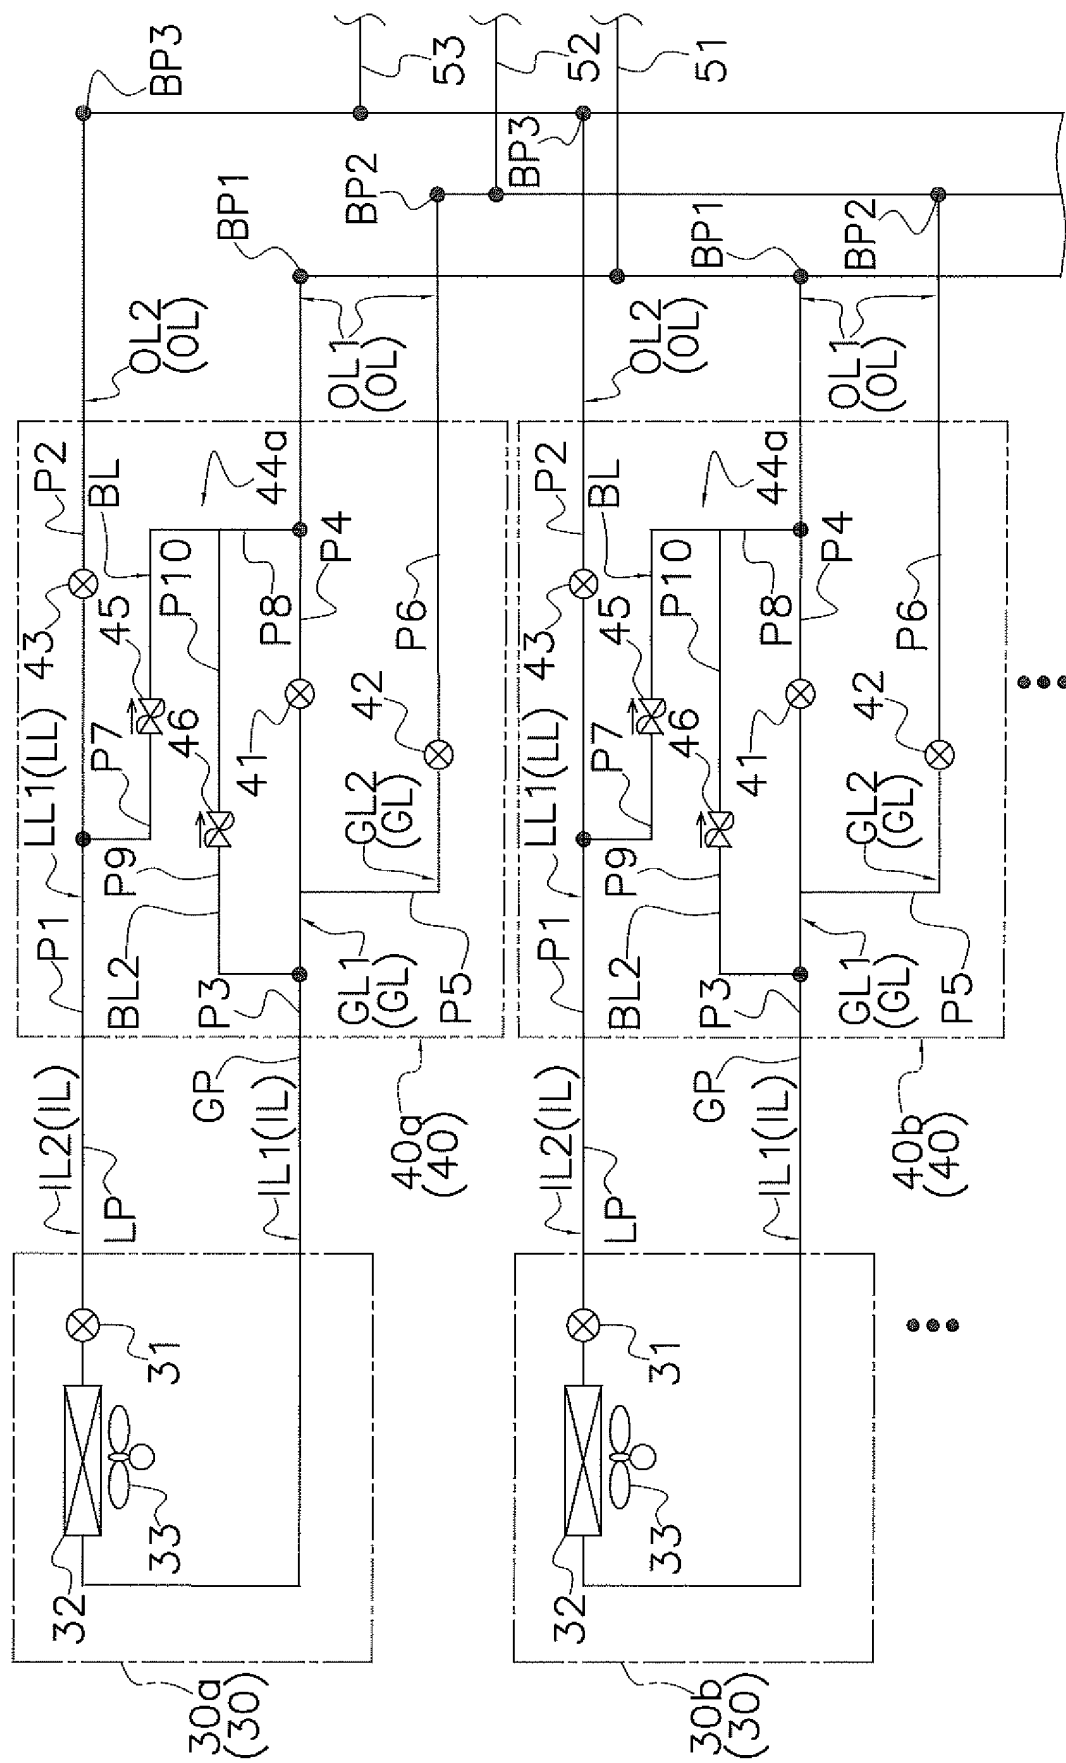 BP3
53
52
51
BP2
BP3
BP1
BP1
BP2
OL2
(OL)
OL1
(OL)
OL2
(OL)
OL1
(OL)
P2
BL
44a
43
45
P10
P8
P4
P6
LL1(LL)
P7
46
41
42
P1
P9
GL2
(GL)
BL2
P3
GL1
(GL)
P5
IL2(IL)
LP
GP
IL1(IL)
40a
(40)
31
32
33
30a
(30)
P2
BL
44a
43
45
P10
P8
P4
P6
LL1(LL)
P7
46
41
42
P1
P9
GL2
(GL)
BL2
P3
GL1
(GL)
P5
IL2(IL)
LP
GP
IL1(IL)
40b
(40)
31
32
33
30b
(30)